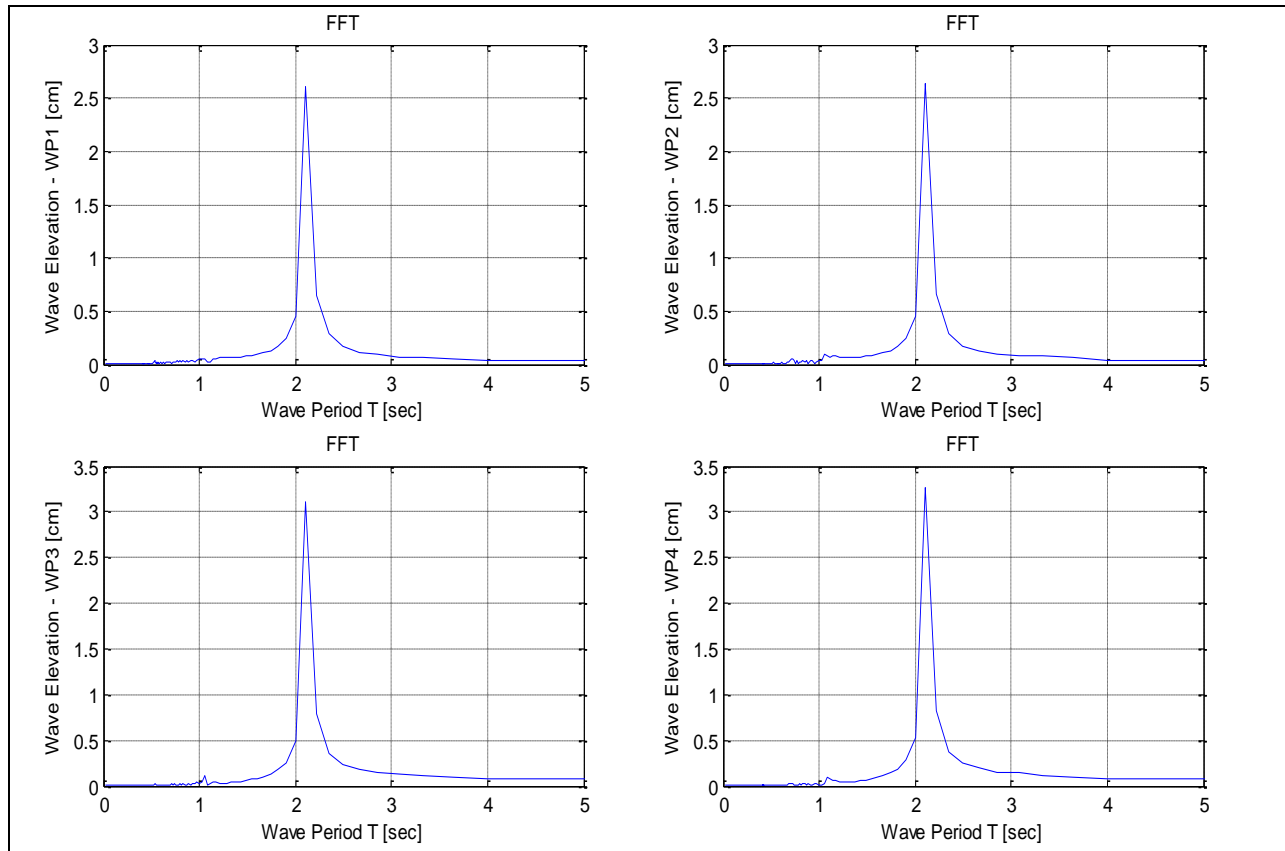 FFT
3
2.5
2
1.5
1
0.5
0
Wave Elevation - WP1 [cm]
0 1 2 3 4 5
Wave Period T [sec]
FFT
3
2.5
2
1.5
1
0.5
0
Wave Elevation - WP2 [cm]
0 1 2 3 4 5
Wave Period T [sec]
FFT
3.5
3
2.5
2
1.5
1
0.5
0
Wave Elevation - WP3 [cm]
0 1 2 3 4 5
Wave Period T [sec]
FFT
3.5
3
2.5
2
1.5
1
0.5
0
Wave Elevation - WP4 [cm]
0 1 2 3 4 5
Wave Period T [sec]